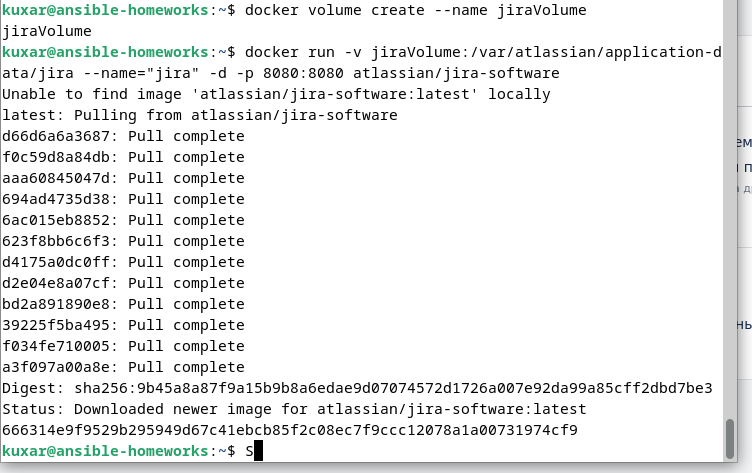 kuxar@ansible-homeworks:~$ docker volume create --name jiraVolume
jiraVolume
kuxar@ansible-homeworks:~$ docker run -v jiraVolume:/var/atlassian/application-d
ata/jira --name="jira" -d -p 8080:8080 atlassian/jira-software
Unable to find image 'atlassian/jira-software:latest' locally
latest: Pulling from atlassian/jira-software
d66d6a6a3687: Pull complete
f0c59d8a84db: Pull complete
aaa60845047d: Pull complete
694ad4735d38: Pull complete
6ac015eb8852: Pull complete
623f8bb6c6f3: Pull complete
d4175a0dc0ff: Pull complete
d2e04e8a07cf: Pull complete
bd2a891890e8: Pull complete
39225f5ba495: Pull complete
f034fe710005: Pull complete
a3f097a00a8e: Pull complete
Digest: sha256:9b45a8a87f9a15b9b8a6edae9d07074572d1726a007e92da99a85cff2dbd7be3
Status: Downloaded newer image for atlassian/jira-software:latest
666314e9f9529b295949d67c41ebcb85f2c08ec7f9ccc12078a1a00731974cf9
kuxar@ansible-homeworks:~$ S